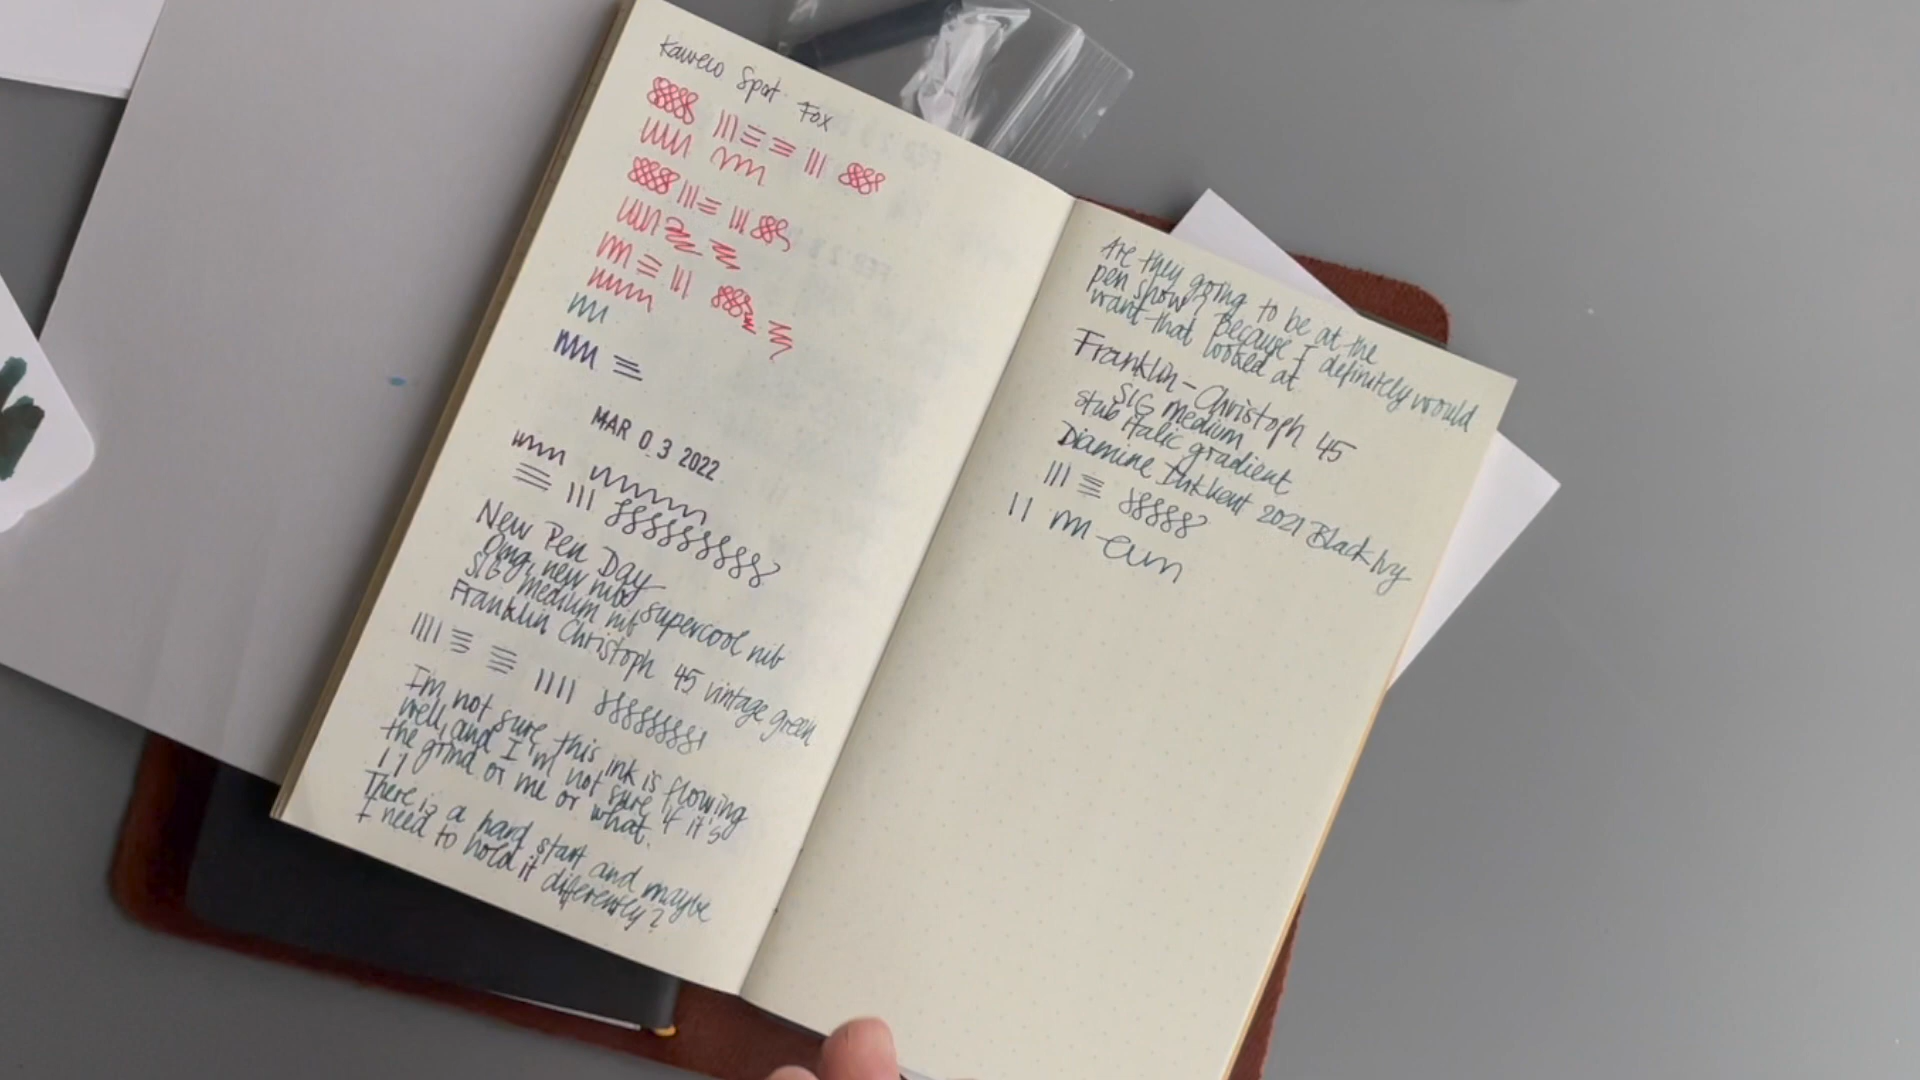 Kaweco Sport Fox
MAR 03 2022
New Pen Day
Omg, new nib, supercool nib
SIG medium nib
Franklin Christoph 45 vintage green
I'm not sure this ink is flowing
well, and I'm not sure if it's
the grind or me or what.
There is a hard start and maybe
I need to hold it diferently?
Are they going to be at the
pen show? Because I definitely would
want that looked at
Franklin-Christoph 45
SIG medium
stub italic gradient
Diamine Inkvent 2021 Black Ivy